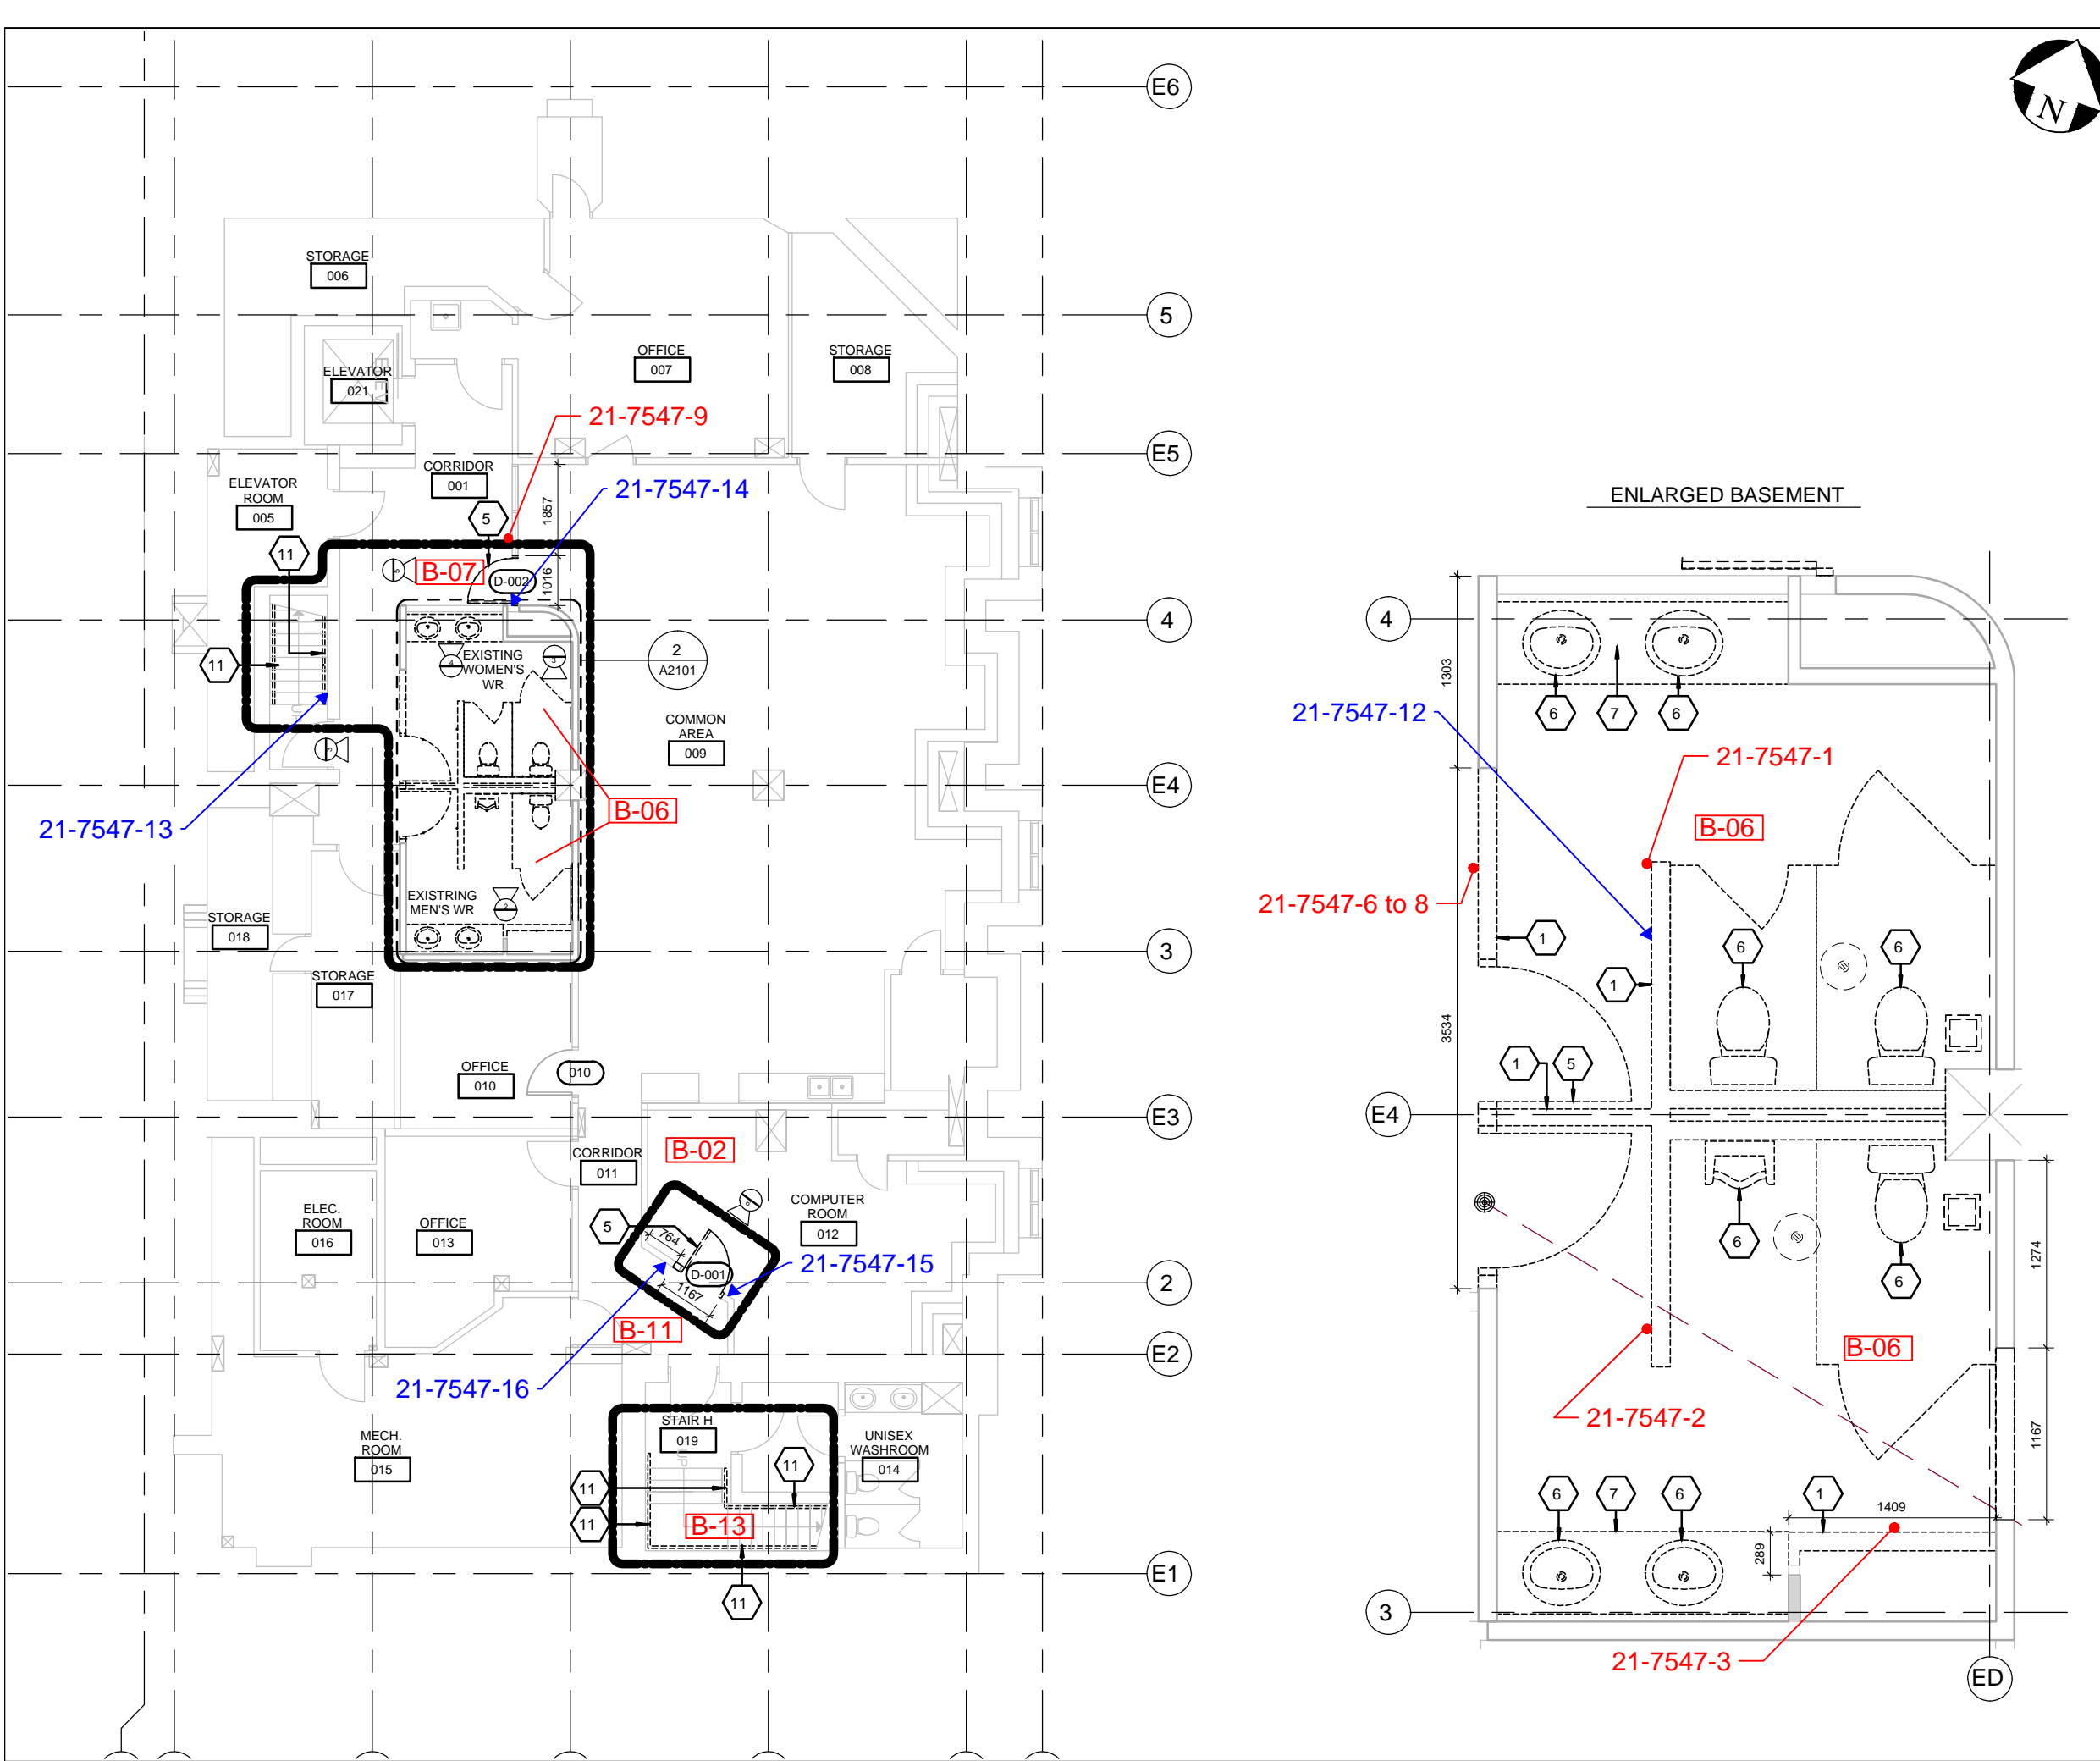 E6
N
STORAGE
006
5
OFFICE
007
STORAGE
008
ELEVATOR
021
21-7547-9
E5
CORRIDOR
001
ELEVATOR
ROOM
005
21-7547-14
1857
5
11
B-07
5
D-002
1016
4
11
2
A2101
EXISTING
WOMEN'S
WR
4
3
COMMON
AREA
009
3
E4
B-06
21-7547-13
EXISTRING
MEN'S WR
2
STORAGE
018
3
STORAGE
017
OFFICE
010
010
E3
CORRIDOR
011
B-02
ELEC.
ROOM
016
OFFICE
013
5
764
6
COMPUTER
ROOM
012
D-001
1167
21-7547-15
2
B-11
E2
21-7547-16
STAIR H
019
UP
MECH.
ROOM
015
UNISEX
WASHROOM
014
11
11
11
B-13
11
E1
ENLARGED BASEMENT
4
1303
6
7
6
21-7547-12
21-7547-1
B-06
21-7547-6 to 8
1
1
6
6
3534
1
5
E4
6
6
1274
B-06
21-7547-2
1167
6
7
6
1
1409
289
3
21-7547-3
ED